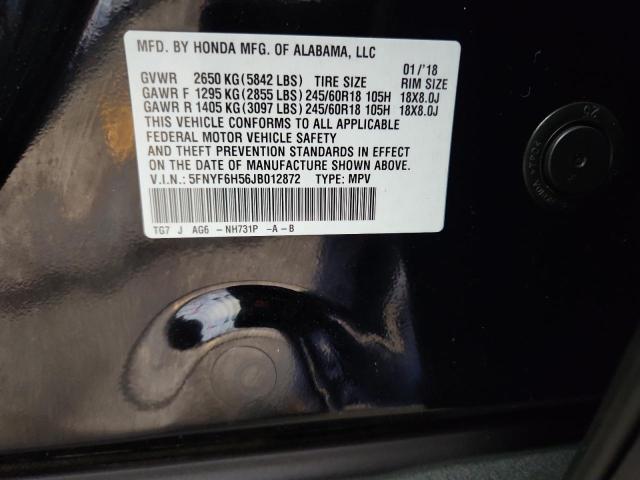 MFD. BY HONDA MFG. OF ALABAMA, LLC
01/'18
GVWR 2650 KG(5842 LBS) TIRE SIZE RIM SIZE
GAWR F 1295 KG(2855 LBS)245/60R18 105H 18X8.0J
GAWR R 1405 KG(3097 LBS)245/60R18 105H 18X8.0J
THIS VEHICLE CONFORMS TO ALL APPLICABLE
FEDERAL MOTOR VEHICLE SAFETY
AND THEFT PREVENTION STANDARDS IN EFFECT
ON THE DATE OF MANUFACTURE SHOWN ABOVE.
V.I.N.: 5FNYF6H56JB012872 TYPE: MPV
TG7 J AG6 -NH731P -A-B
25